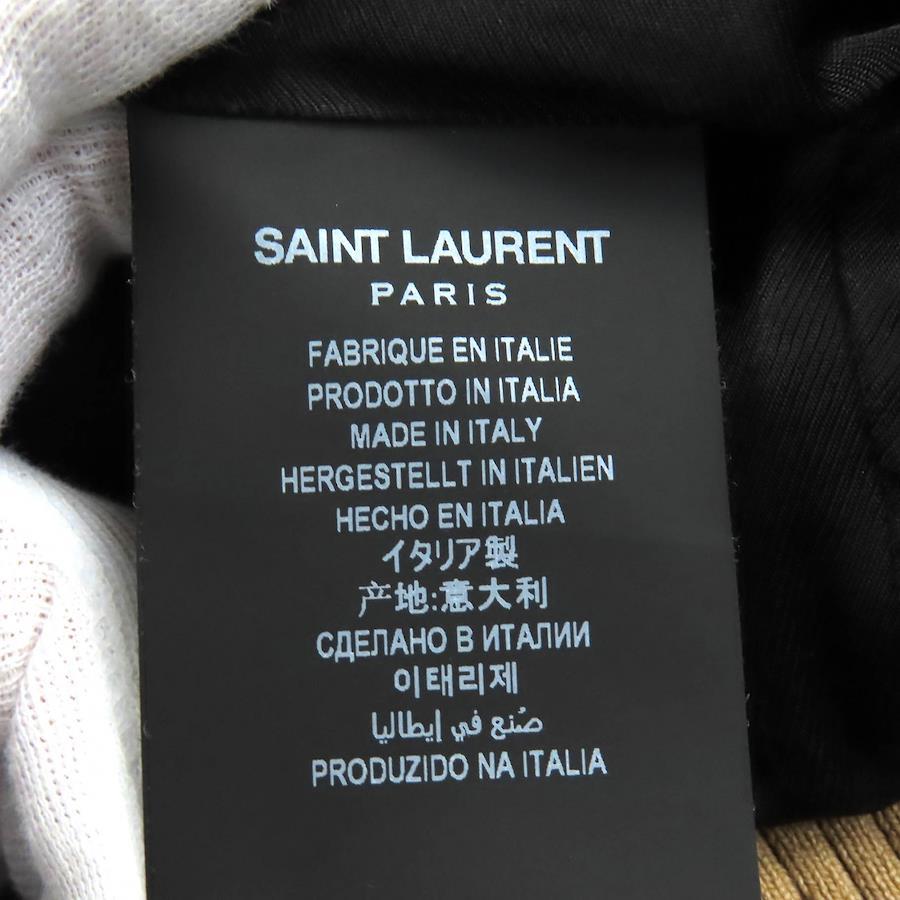 SAINT LAURENT
PARIS
FABRIQUE EN ITALIE
PRODOTTO IN ITALIA
MADE IN ITALY
HERGESTELLT IN ITALIEN
HECHO EN ITALIA
イタリア製
产地:意大利
СДЕЛАНО В ИТАЛИИ
이태리제
صُنع في إيطاليا
PRODUZIDO NA ITALIA